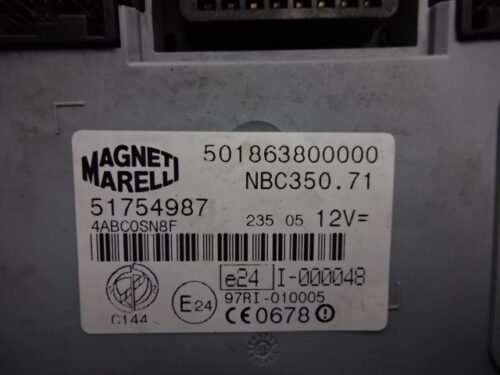 MAGNETI
MARELLI
501863800000
NBC350.71
51754987
4ABC0SN8F
235 05 12V=
e24 I-000048
E24
97RI-010005
C144
CE0678